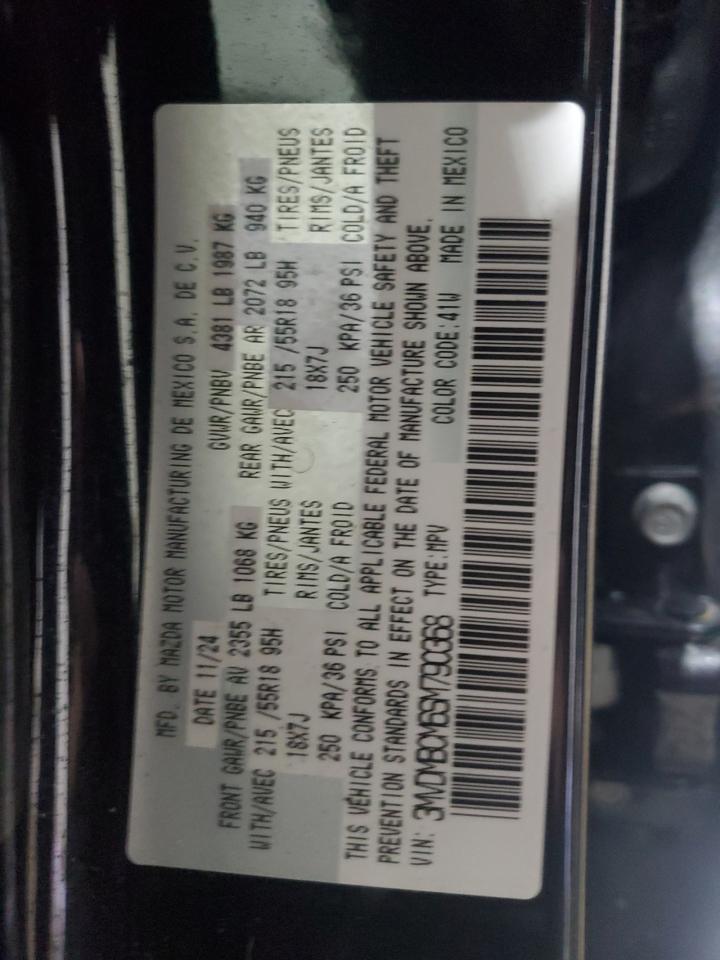 MFD. BY MAZDA MOTOR MANUFACTURING DE MEXICO S.A. DE C.V.
DATE 11/24 GVWR/PNBV 4381 LB 1987 KG
FRONT GAWR/PNBE AV 2355 LB 1068 KG REAR GAWR/PNBE AR 2072 LB 940 KG
WITH/AVEC 215 /55R18 95H TIRES/PNEUS WITH/AVEC 215 /55R18 95H TIRES/PNEUS
18X7J RIMS/JANTES 18X7J RIMS/JANTES
250 KPA/36 PSI COLD/A FROID 250 KPA/36 PSI COLD/A FROID
THIS VEHICLE CONFORMS TO ALL APPLICABLE FEDERAL MOTOR VEHICLE SAFETY AND THEFT
PREVENTION STANDARDS IN EFFECT ON THE DATE OF MANUFACTURE SHOWN ABOVE.
VIN: 3MVDMBCM6SM790368 TYPE:MPV COLOR CODE:41W MADE IN MEXICO